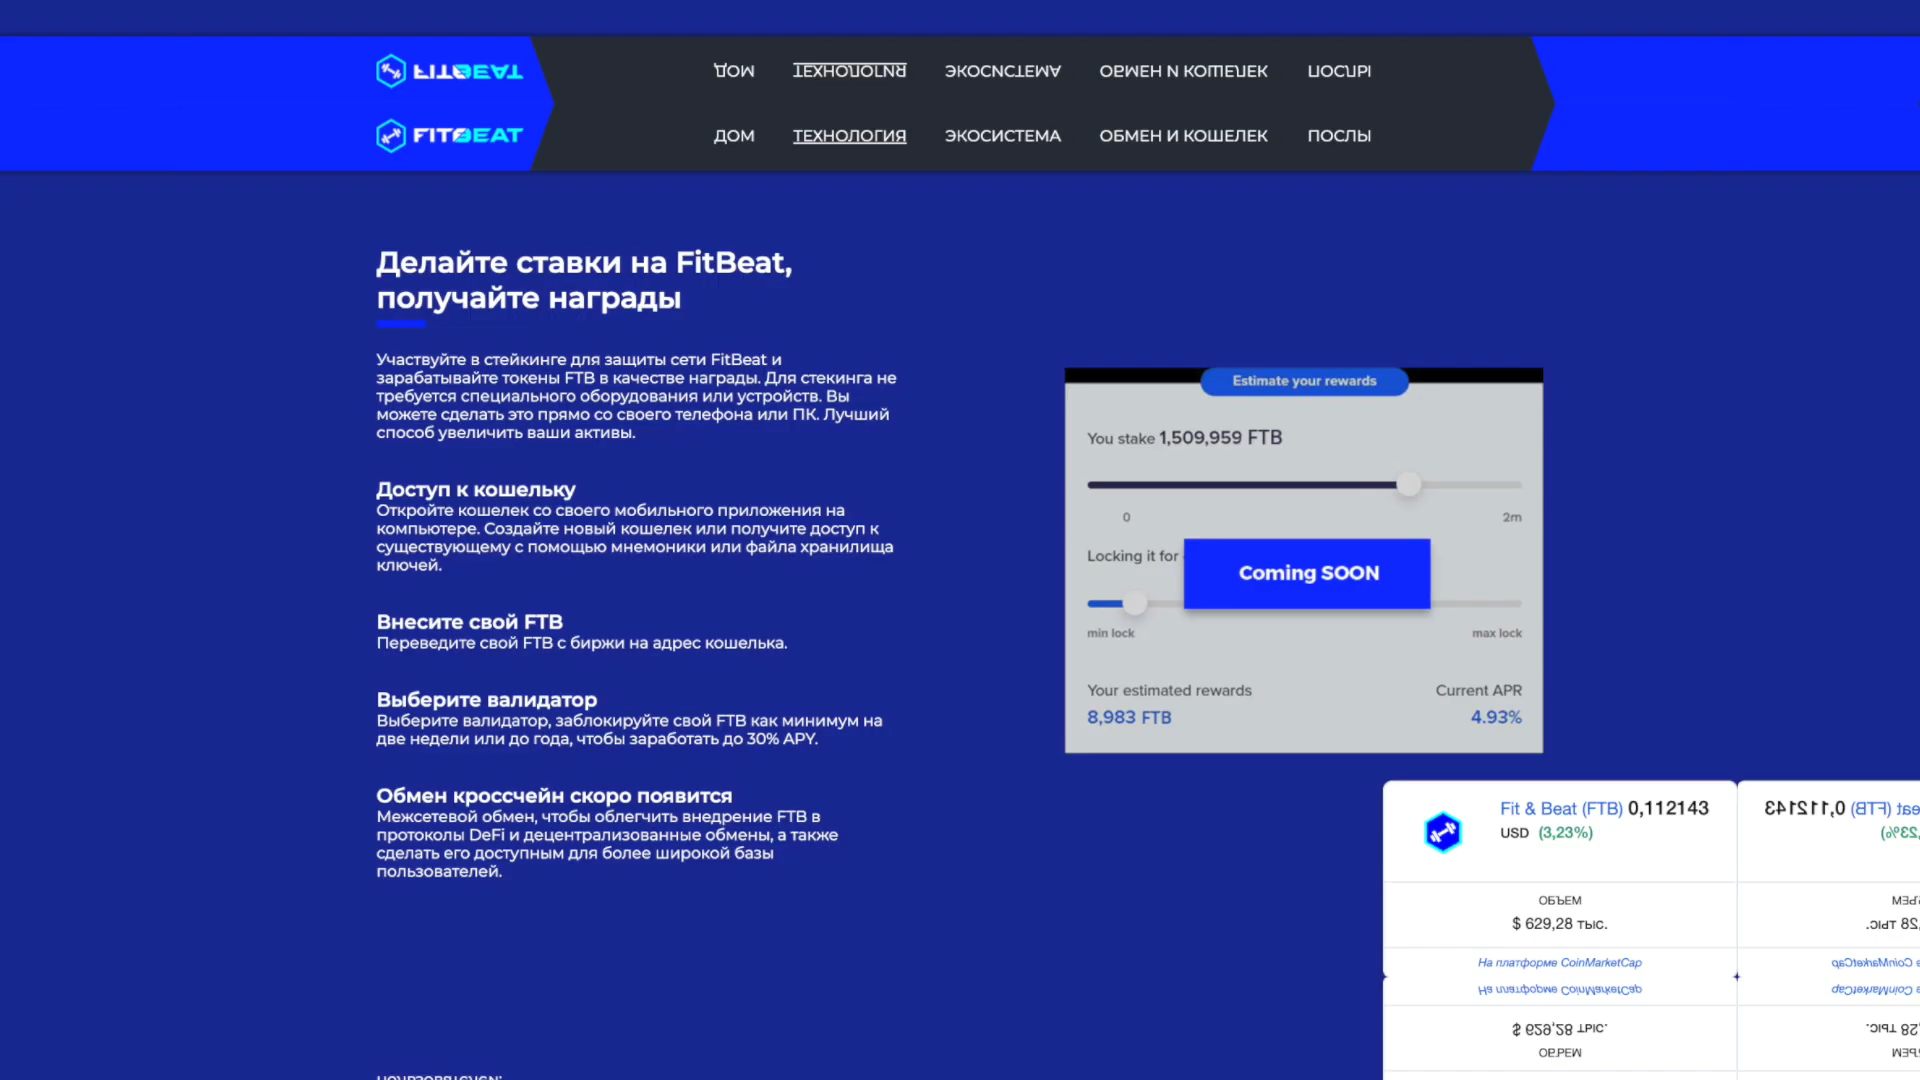 FITBEAT
ДОМ ТЕХНОЛОГИЯ ЭКОСИСТЕМА ОБМЕН И КОШЕЛЕК ПОСЛЫ
Делайте ставки на FitBeat,
получайте награды
Участвуйте в стейкинге для защиты сети FitBeat и
зарабатывайте токены FTB в качестве награды. Для стекинга не
требуется специального оборудования или устройств. Вы
можете сделать это прямо со своего телефона или ПК. Лучший
способ увеличить ваши активы.
Доступ к кошельку
Откройте кошелек со своего мобильного приложения на
компьютере. Создайте новый кошелек или получите доступ к
существующему с помощью мнемоники или файла хранилища
ключей.
Внесите свой FTB
Переведите свой FTB с биржи на адрес кошелька.
Выберите валидатор
Выберите валидатор, заблокируйте свой FTB как минимум на
две недели или до года, чтобы заработать до 30% APY.
Обмен кроссчейн скоро появится
Межсетевой обмен, чтобы облегчить внедрение FTB в
протоколы DeFi и децентрализованные обмены, а также
сделать его доступным для более широкой базы
пользователей.
Estimate your rewards
You stake 1,509,959 FTB
0 2m
Locking it for
Coming SOON
min lock max lock
Your estimated rewards Current APR
8,983 FTB 4.93%
Fit & Beat (FTB) 0,112143
USD (3,23%)
ОБЪЕМ
$ 629,28 тыс.
На платформе CoinMarketCap